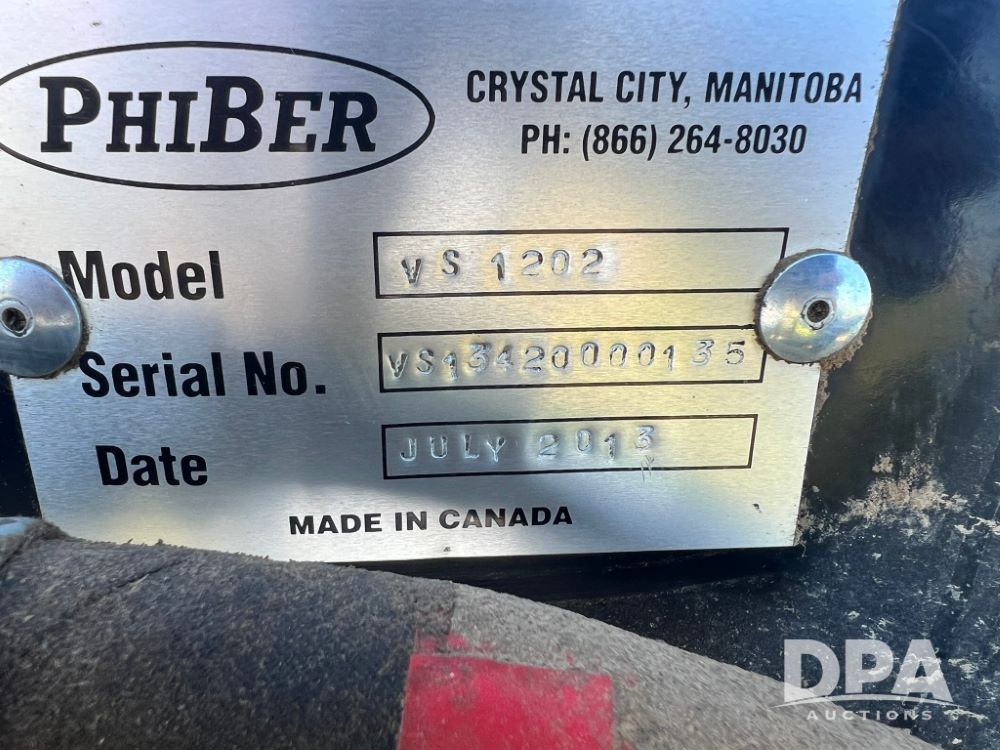 PHIBER
CRYSTAL CITY, MANITOBA
PH: (866) 264-8030
Model VS 1202
Serial No. VS13420000135
Date JULY 2013
MADE IN CANADA
DPA
AUCTIONS